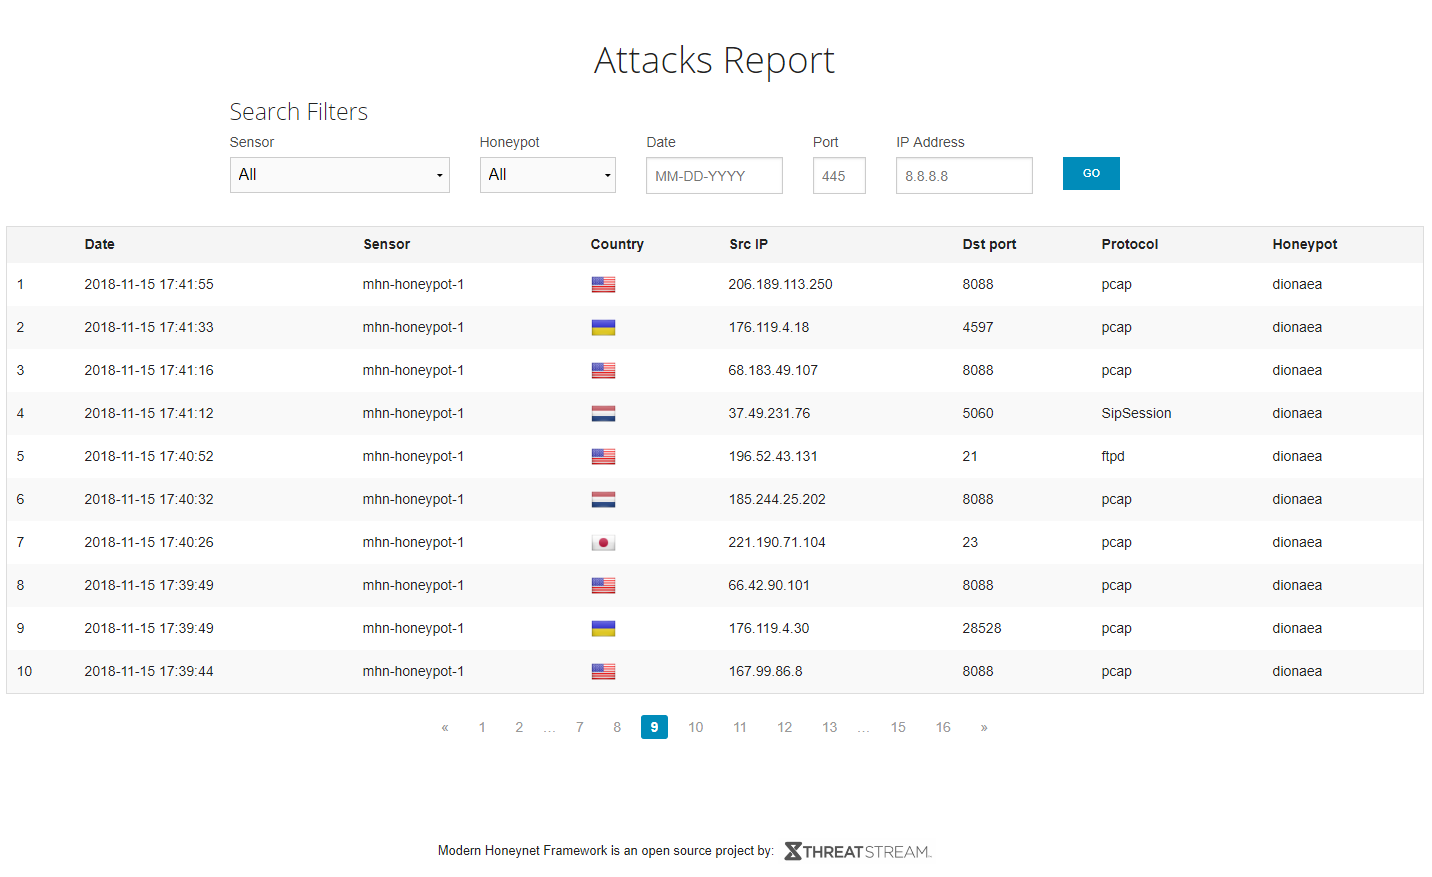 Attacks Report
Search Filters
Sensor Honeypot Date Port IP Address
All All MM-DD-YYYY 445 8.8.8.8 GO
Date Sensor Country Src IP Dst port Protocol Honeypot
1 2018-11-15 17:41:55 mhn-honeypot-1 206.189.113.250 8088 pcap dionaea
2 2018-11-15 17:41:33 mhn-honeypot-1 176.119.4.18 4597 pcap dionaea
3 2018-11-15 17:41:16 mhn-honeypot-1 68.183.49.107 8088 pcap dionaea
4 2018-11-15 17:41:12 mhn-honeypot-1 37.49.231.76 5060 SipSession dionaea
5 2018-11-15 17:40:52 mhn-honeypot-1 196.52.43.131 21 ftpd dionaea
6 2018-11-15 17:40:32 mhn-honeypot-1 185.244.25.202 8088 pcap dionaea
7 2018-11-15 17:40:26 mhn-honeypot-1 221.190.71.104 23 pcap dionaea
8 2018-11-15 17:39:49 mhn-honeypot-1 66.42.90.101 8088 pcap dionaea
9 2018-11-15 17:39:49 mhn-honeypot-1 176.119.4.30 28528 pcap dionaea
10 2018-11-15 17:39:44 mhn-honeypot-1 167.99.86.8 8088 pcap dionaea
« 1 2 … 7 8 9 10 11 12 13 … 15 16 »
Modern Honeynet Framework is an open source project by: THREATSTREAM™